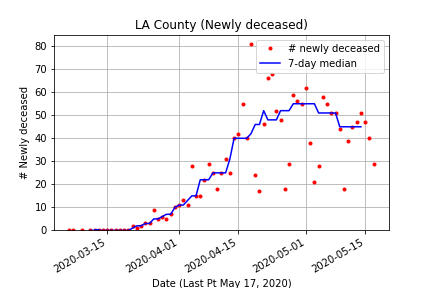 LA County (Newly deceased)
# newly deceased
7-day median
# Newly deceased
80
70
60
50
40
30
20
10
0
2020-03-15
2020-04-01
2020-04-15
2020-05-01
2020-05-15
Date (Last Pt May 17, 2020)